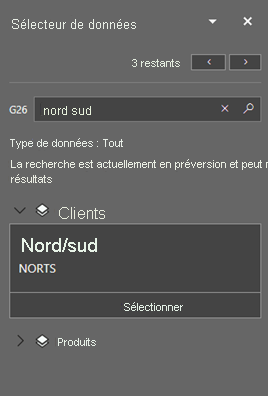 Sélecteur de données
3 restants
G26
nord sud
Type de données : Tout
La recherche est actuellement en préversion et peut
résultats
Clients
Nord/sud
NORTS
Sélectionner
Produits